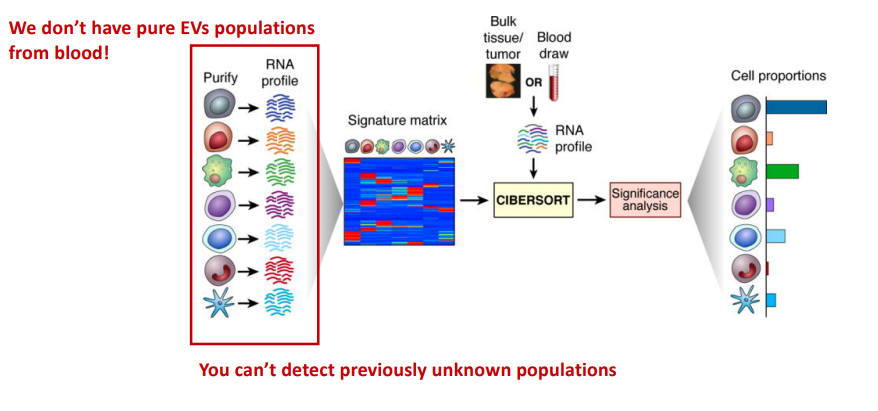 We don’t have pure EVs populations
from blood!
Purify
RNA
profile
Signature matrix
Bulk
tissue/
tumor
OR
Blood
draw
RNA
profile
CIBERSORT
Significance
analysis
Cell proportions
You can’t detect previously unknown populations